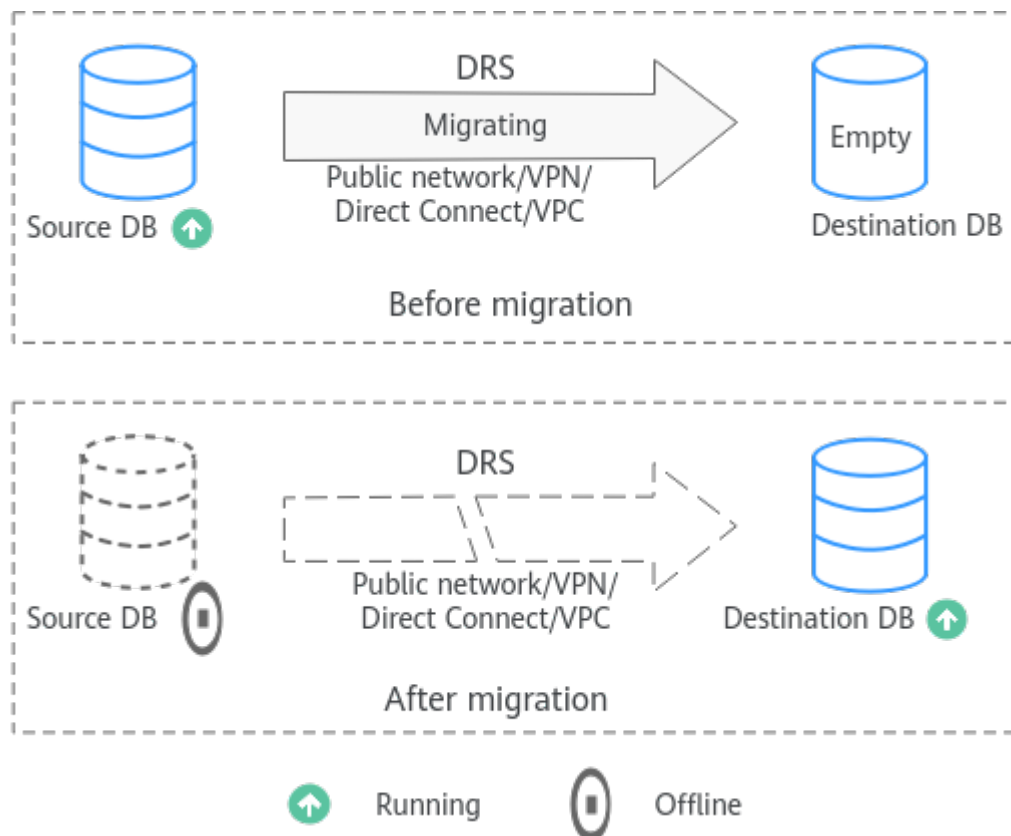 DRS
Migrating
Empty
Public network/VPN/
Direct Connect/VPC
Source DB
Destination DB
Before migration
DRS
Public network/VPN/
Direct Connect/VPC
Source DB
Destination DB
After migration
Running
Offline